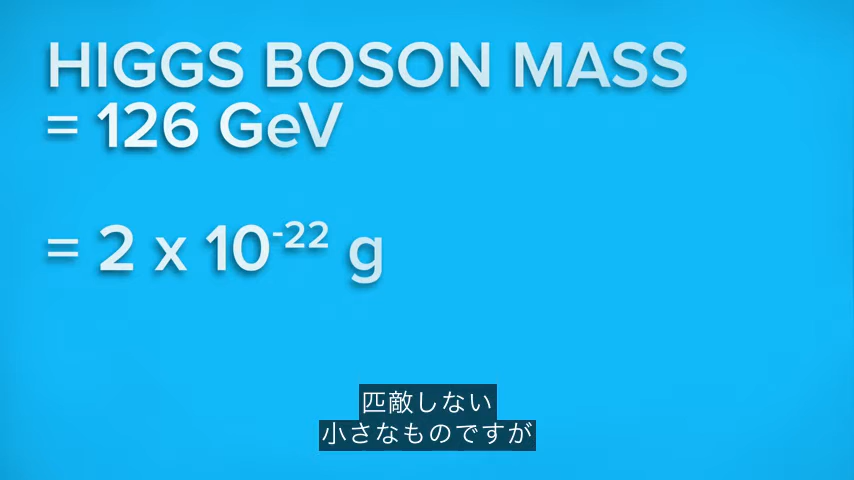 HIGGS BOSON MASS
= 126 GeV
= 2 x 10⁻²² g
匹敵しない
小さなものですが